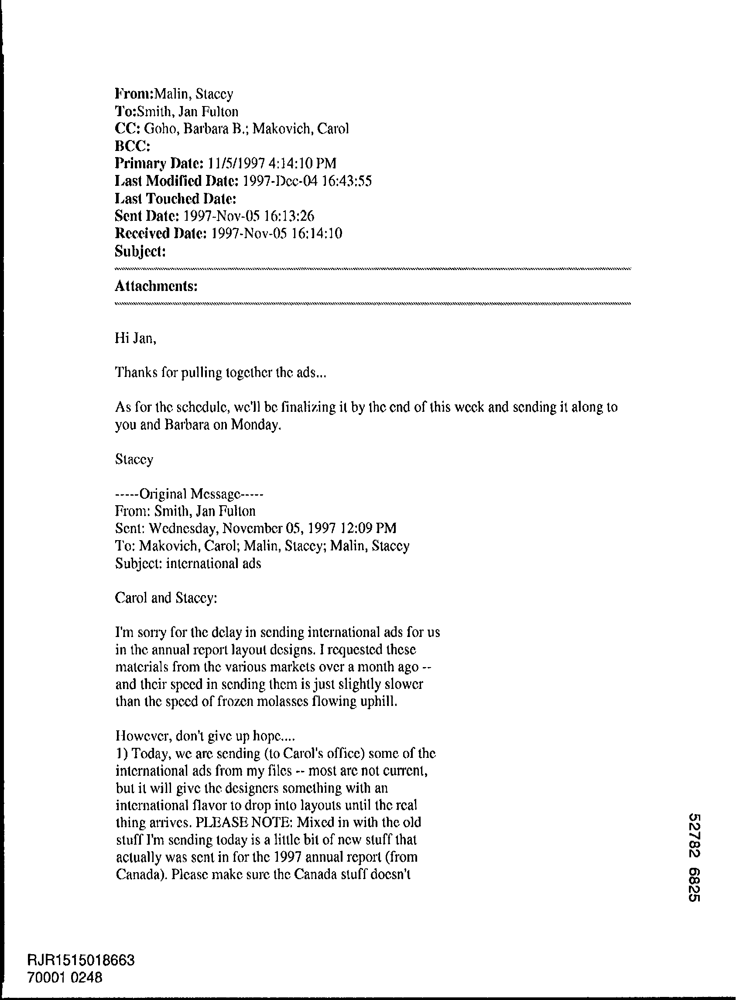 From:Malin, Stacey
To:Smith, Jan Fulton
CC: Goho, Barbara B.; Makovich, Carol
BCC:
Primary Date: 11/5/1997 4:14:10 PM
Last Modified Date: 1997-Dec-04 16:43:55
Last Touched Date:
Sent Date: 1997-Nov-05 16:13:26
Received Date: 1997-Nov-05 16:14:10
Subject:
Attachments:
Hi Jan,
Thanks for pulling together the ads...
As for the schedule, we'll be finalizing it by the end of this week and sending it along to
you and Barbara on Monday.
Stacey
-----Original Message-----
From: Smith, Jan Fulton
Sent: Wednesday, November 05, 1997 12:09 PM
To: Makovich, Carol; Malin, Stacey; Malin, Stacey
Subject: international ads
Carol and Stacey:
I'm sorry for the delay in sending international ads for us
in the annual report layout designs. I requested these
materials from the various markets over a month ago --
and their speed in sending them is just slightly slower
than the speed of frozen molasses flowing uphill.
However, don't give up hope....
1) Today, we are sending (to Carol's office) some of the
international ads from my files -- most are not current,
but it will give the designers something with an
international flavor to drop into layouts until the real
thing arrives. PLEASE NOTE: Mixed in with the old
stuff I'm sending today is a little bit of new stuff that
actually was sent in for the 1997 annual report (from
Canada). Please make sure the Canada stuff doesn't
52782 6825
RJR1515018663
70001 0248